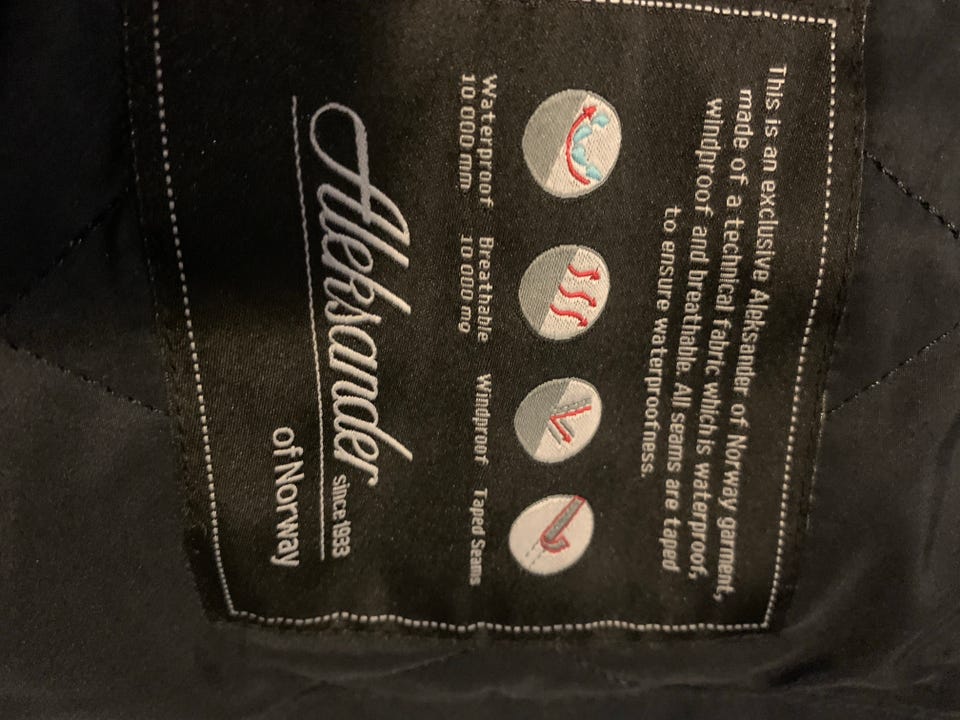 This is an exclusive Aleksander of Norway garment,
made of a technical fabric which is waterproof,
windproof and breathable. All seams are taped
to ensure waterproofness.
Waterproof
10 000 mm
Breathable
10 000 mg
Windproof
Taped Seams
Aleksander since 1933
of Norway